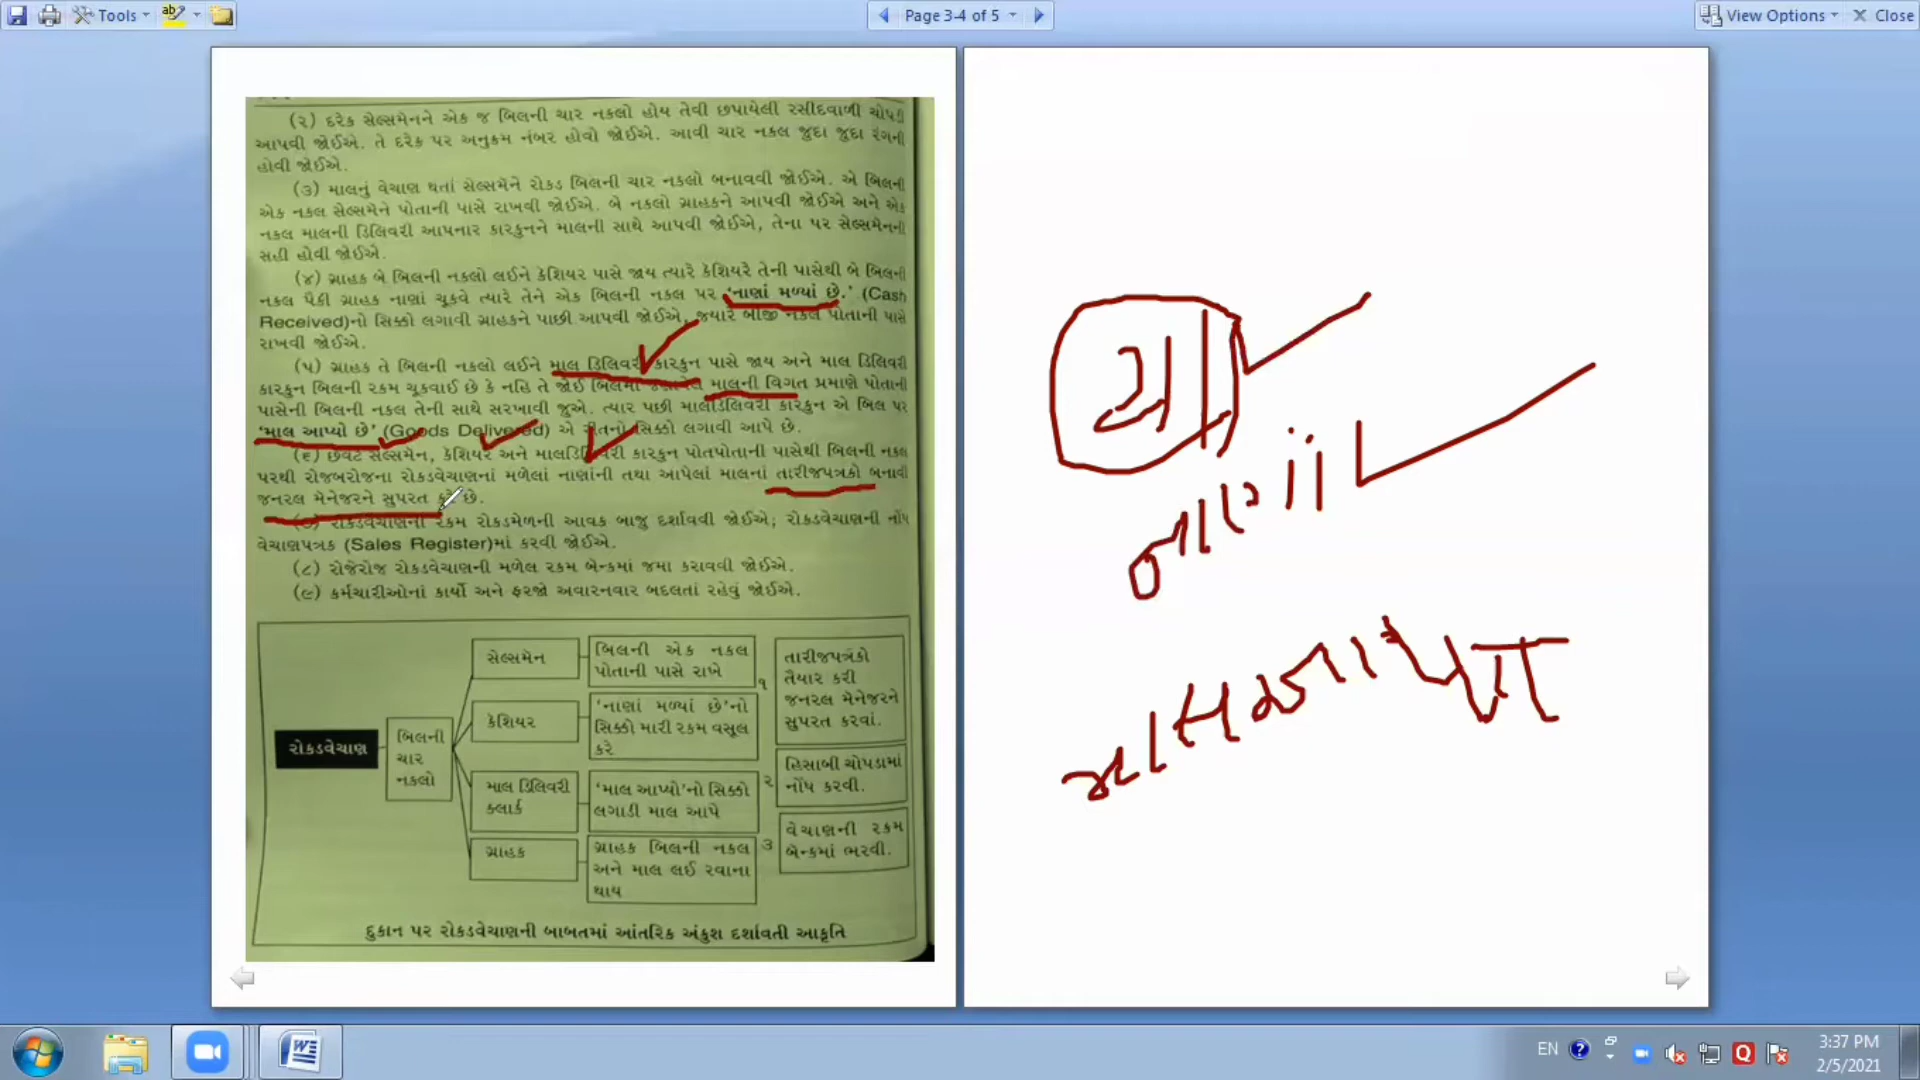 Tools
Page 3-4 of 5
View Options
Close
(૨) દરેક સેલ્સમેનને એક જ બિલની ચાર નકલો હોય તેવી છપાયેલી રસીદવાળી ચોપડી
આપવી જોઈએ. તે દરેક પર અનુક્રમ નંબર હોવો જોઈએ. આવી ચાર નકલ જુદા જુદા રંગની
હોવી જોઈએ.
(૩) માલનું વેચાણ થતાં સેલ્સમૅને રોકડ બિલની ચાર નકલો બનાવવી જોઈએ. એ બિલની
એક નકલ સેલ્સમૅને પોતાની પાસે રાખવી જોઈએ. બે નકલો ગ્રાહકને આપવી જોઈએ અને એક
નકલ માલની ડિલિવરી આપનાર કારકુનને માલની સાથે આપવી જોઈએ, તેના પર સેલ્સમેનની
સહી હોવી જોઈએ.
(૪) ગ્રાહક બે બિલની નકલો લઈને કેશિયર પાસે જાય ત્યારે કેશિયરે તેની પાસેથી બે બિલની
નકલ પૈકી ગ્રાહક નાણાં ચૂકવે ત્યારે તેને એક બિલની નકલ પર ‘નાણાં મળ્યાં છે.’ (Cash
Received)નો સિક્કો લગાવી ગ્રાહકને પાછી આપવી જોઈએ, જ્યારે બીજી નકલ પોતાની પાસે
રાખવી જોઈએ.
(૫) ગ્રાહક તે બિલની નકલો લઈને માલ ડિલિવરી કારકુન પાસે જાય અને માલ ડિલિવરી
કારકુન બિલની રકમ ચૂકવાઈ છે કે નહિ તે જોઈ બિલમાં જણાવેલ માલની વિગત પ્રમાણે પોતાની
પાસેની બિલની નકલ તેની સાથે સરખાવી જુએ. ત્યાર પછી માલડિલિવરી કારકુન એ બિલ પર
‘માલ આપ્યો છે’ (Goods Delivered) એ રીતનો સિક્કો લગાવી આપે છે.
(૬) છેવટે સેલ્સમેન, કેશિયર અને માલડિલિવરી કારકુન પોતપોતાની પાસેથી બિલની નકલ
પરથી રોજબરોજના રોકડવેચાણનાં મળેલાં નાણાંની તથા આપેલાં માલનાં તારીજપત્રકો બનાવી
જનરલ મેનેજરને સુપરત કરે છે.
(૭) રોકડવેચાણની રકમ રોકડમેળની આવક બાજુ દર્શાવવી જોઈએ; રોકડવેચાણની નોંધ
વેચાણપત્રક (Sales Register)માં કરવી જોઈએ.
(૮) રોજેરોજ રોકડવેચાણની મળેલ રકમ બૅન્કમાં જમા કરાવવી જોઈએ.
(૯) કર્મચારીઓનાં કાર્યો અને ફરજો અવારનવાર બદલતાં રહેવું જોઈએ.
રોકડવેચાણ
બિલની
ચાર
નકલો
સેલ્સમૅન
બિલની એક નકલ
પોતાની પાસે રાખે
કેશિયર
‘નાણાં મળ્યાં છે’નો
સિક્કો મારી રકમ વસૂલ
કરે
માલ ડિલિવરી
ક્લાર્ક
‘માલ આપ્યો’નો સિક્કો
લગાડી માલ આપે
ગ્રાહક
ગ્રાહક બિલની નકલ
અને માલ લઈ રવાના
થાય
૧
તારીજપત્રકો
તૈયાર કરી
જનરલ મેનેજરને
સુપરત કરવાં.
૨
હિસાબી ચોપડામાં
નોંધ કરવી.
૩
વેચાણની રકમ
બૅન્કમાં ભરવી.
દુકાન પર રોકડવેચાણની બાબતમાં આંતરિક અંકુશ દર્શાવતી આકૃતિ
EN
3:37 PM
2/5/2021